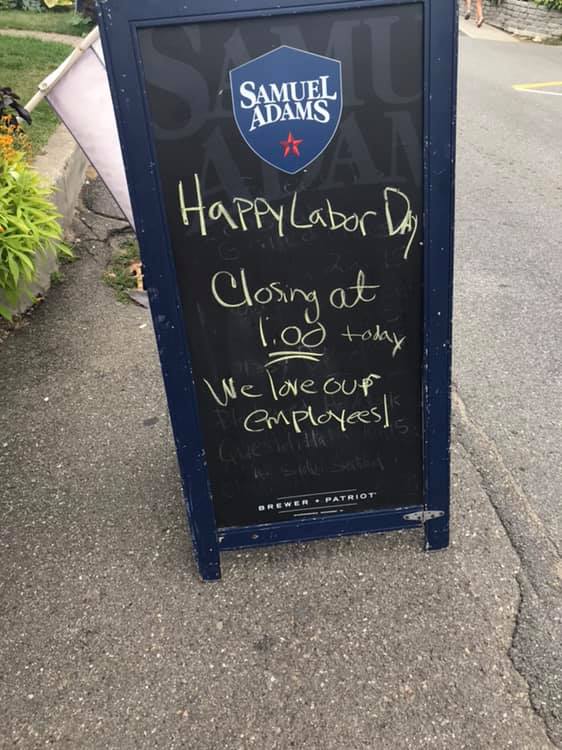 SAMUEL
ADAMS
Happy Labor Day
Closing at
1:00 today
We love our
employees!
BREWER • PATRIOT